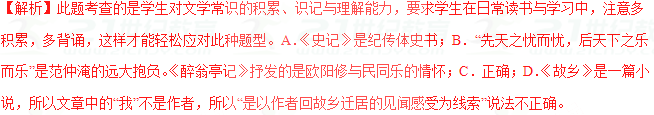 【解析】此题考查的是学生对文学常识的积累、识记与理解能力，要求学生在日常读书与学习中，注意多
积累，多背诵，这样才能轻松应对此种题型。A.《史记》是纪传体史书；B．“先天之忧而忧，后天下之乐
而乐”是范仲淹的远大抱负。《醉翁亭记》抒发的是欧阳修与民同乐的情怀；C．正确；D.《故乡》是一篇小
说，所以文章中的“我”不是作者，所以“是以作者回故乡迁居的见闻感受为线索”说法不正确。